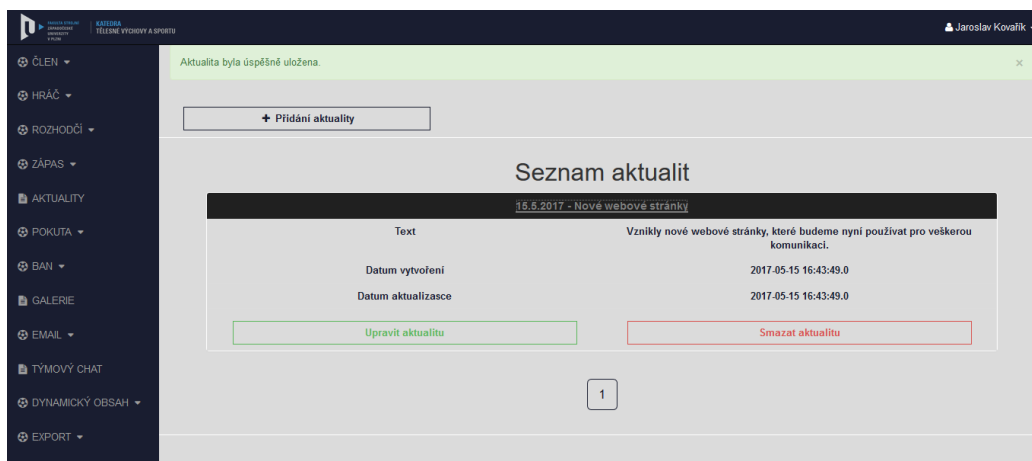 KATEDRA
TĚLESNÉ VÝCHOVY A SPORTU
Jaroslav Kovařík
ČLEN
HRÁČ
ROZHODČÍ
ZÁPAS
AKTUALITY
POKUTA
BAN
GALERIE
EMAIL
TÝMOVÝ CHAT
DYNAMICKÝ OBSAH
EXPORT
Aktualita byla úspěšně uložena.
×
+ Přidání aktuality
Seznam aktualit
15.5.2017 - Nové webové stránky
Text
Vznikly nové webové stránky, které budeme nyní používat pro veškerou
komunikaci.
Datum vytvoření
2017-05-15 16:43:49.0
Datum aktualizasce
2017-05-15 16:43:49.0
Upravit aktualitu
Smazat aktualitu
1